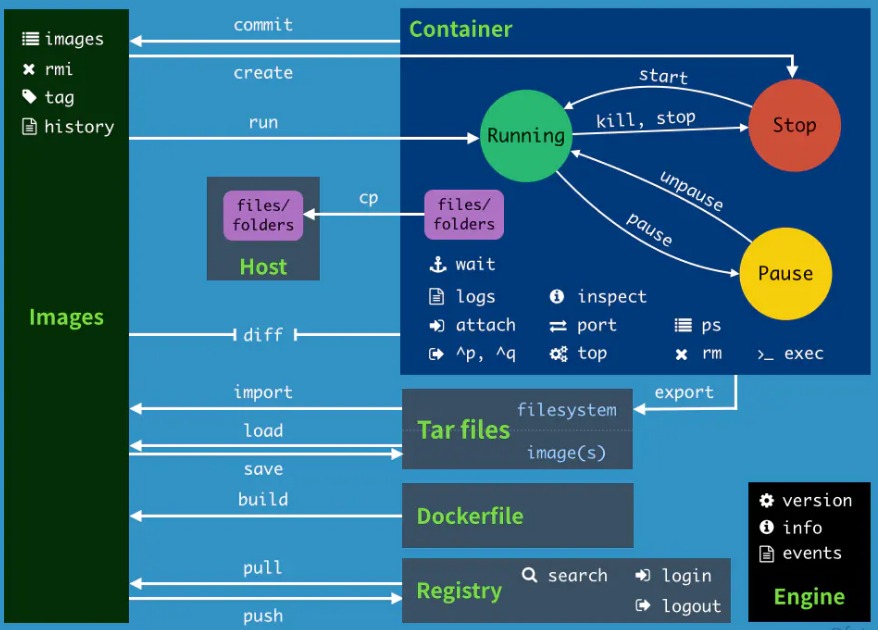 images
rmi
tag
history
Images
commit
create
run
Container
Running
start
kill, stop
Stop
unpause
pause
Pause
files/
folders
Host
cp
files/
folders
wait
logs
inspect
attach
port
ps
^p, ^q
top
rm
>_ exec
diff
import
export
filesystem
load
Tar files
image(s)
save
build
Dockerfile
pull
push
Registry
search
login
logout
version
info
events
Engine